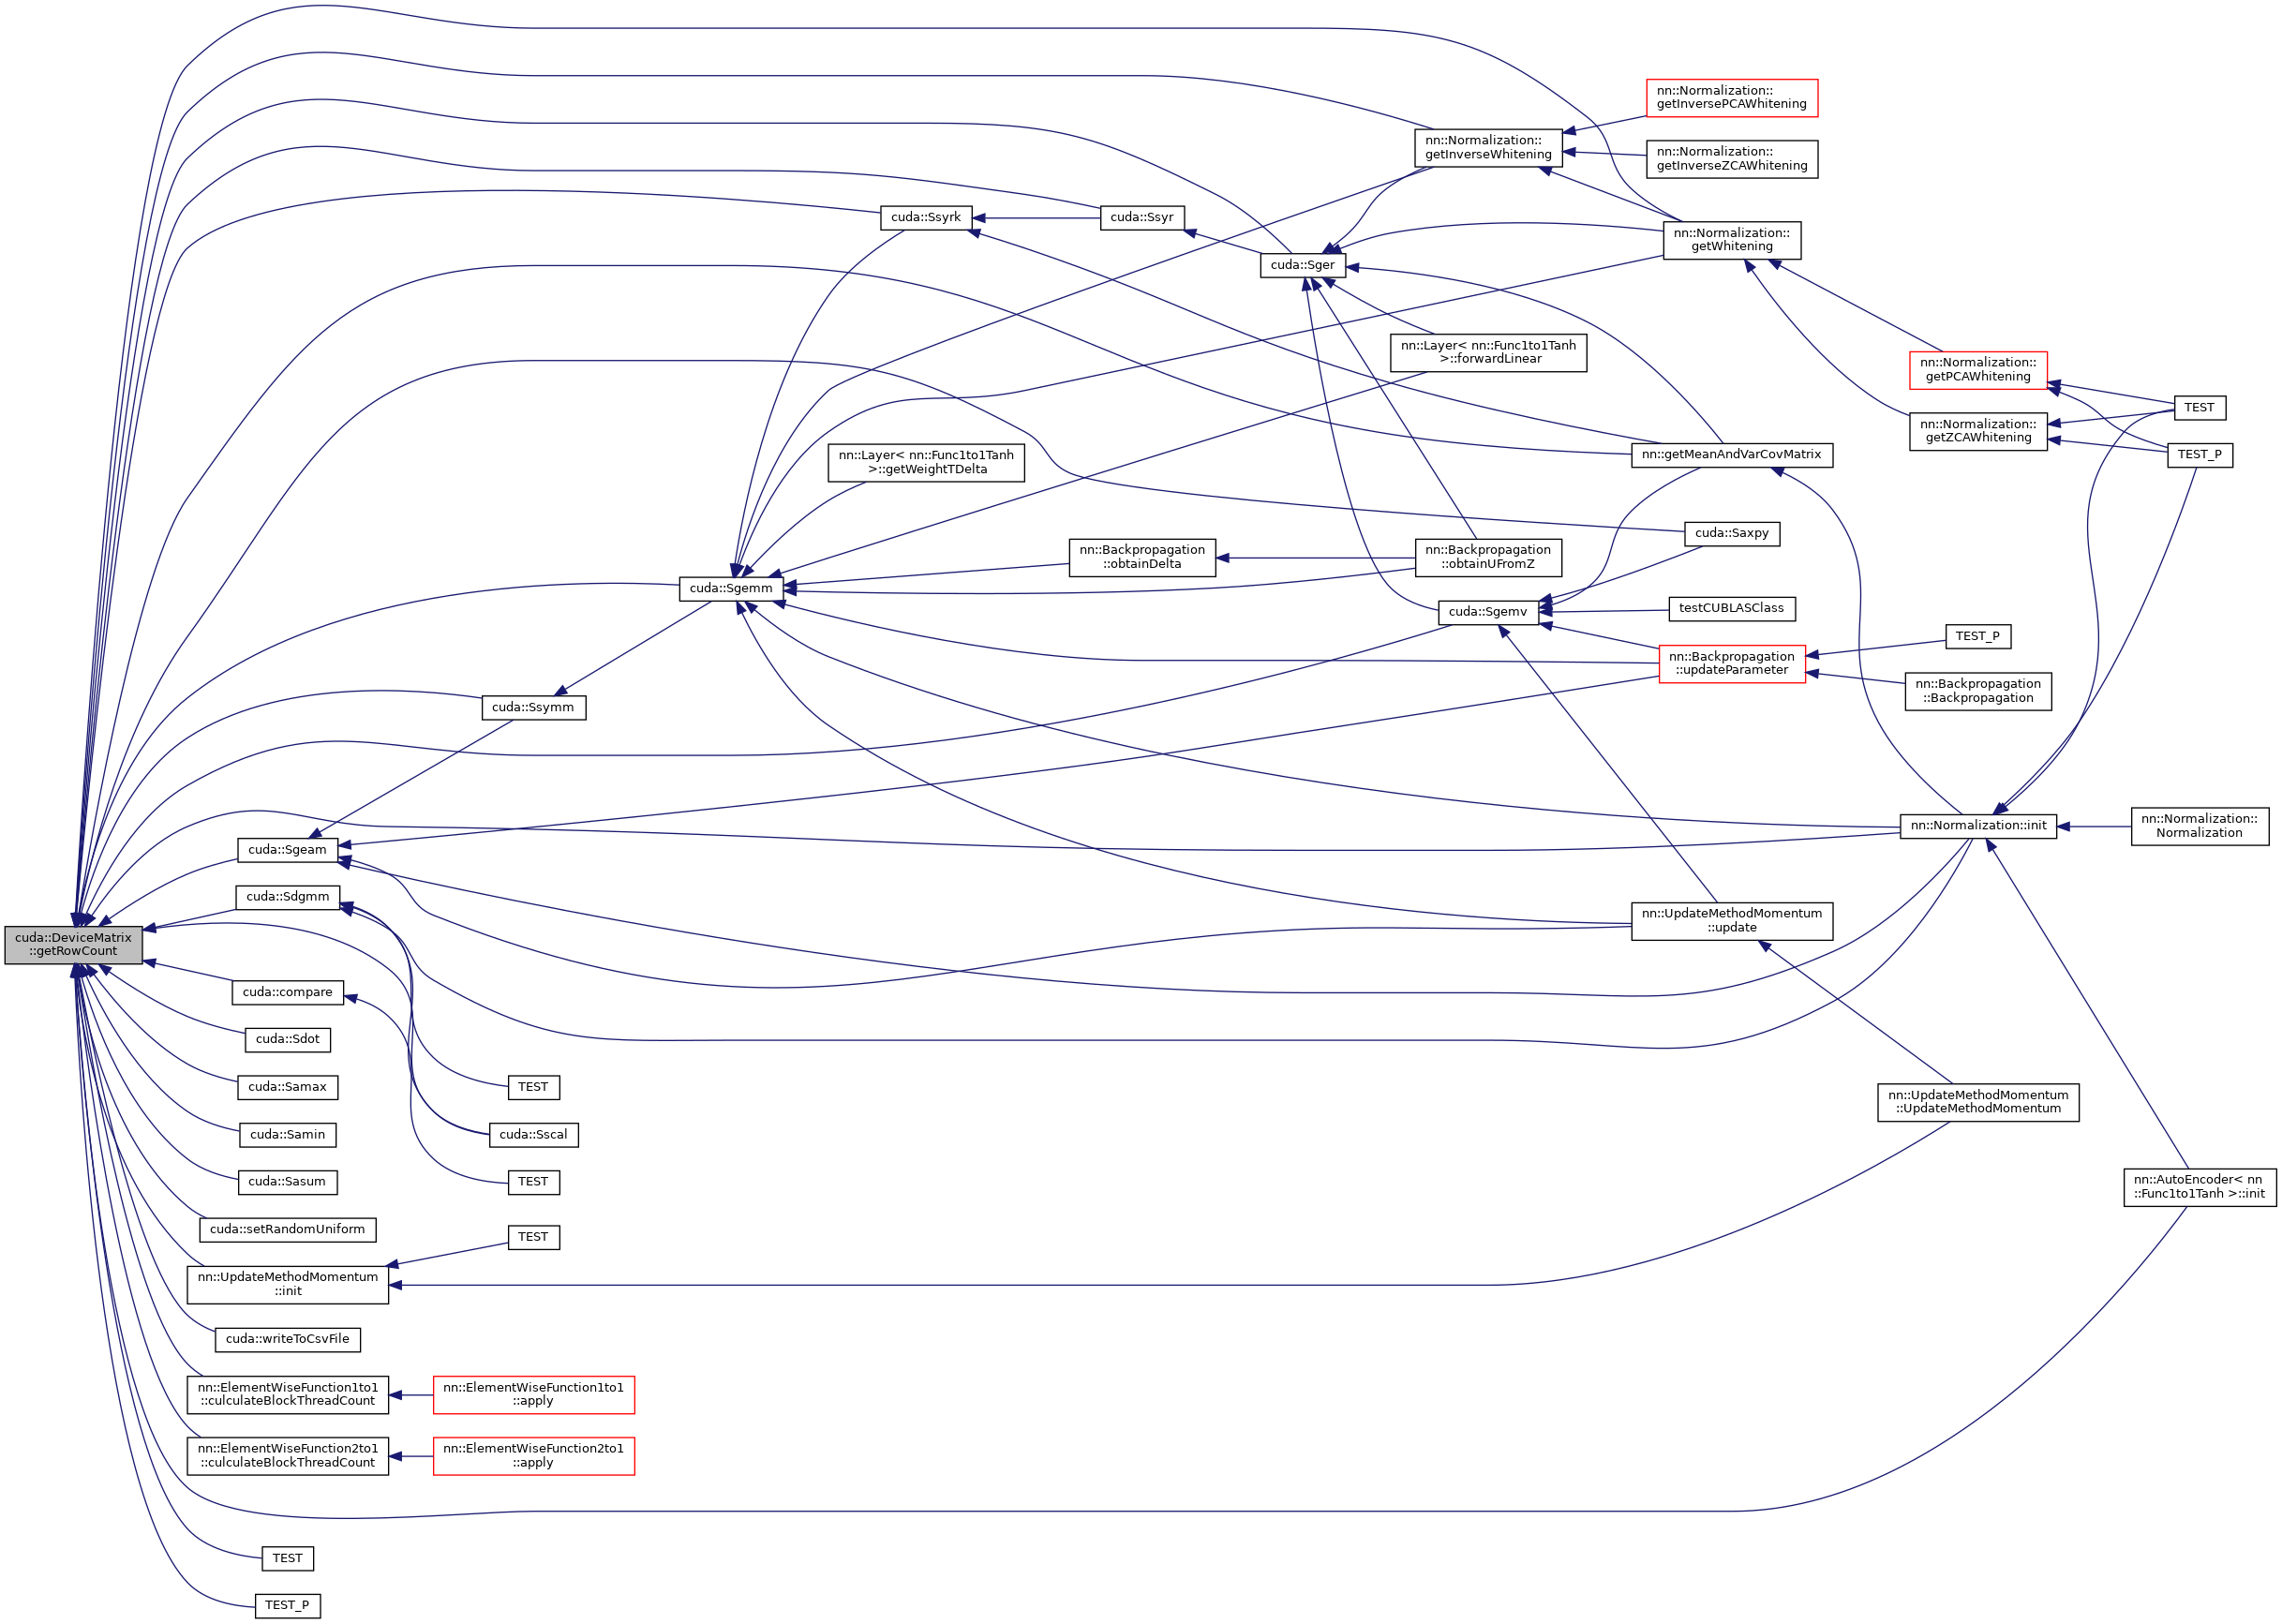 nn::Normalization::
getInversePCAWhitening
nn::Normalization::
getInverseWhitening
nn::Normalization::
getInverseZCAWhitening
cuda::Ssyrk
cuda::Ssyr
nn::Normalization::
getWhitening
cuda::Sger
nn::Layer< nn::Func1to1Tanh
>::forwardLinear
nn::Normalization::
getPCAWhitening
TEST
nn::Normalization::
getZCAWhitening
nn::Layer< nn::Func1to1Tanh
>::getWeightTDelta
nn::getMeanAndVarCovMatrix
TEST_P
cuda::Saxpy
nn::Backpropagation
::obtainDelta
nn::Backpropagation
::obtainUFromZ
cuda::Sgemm
cuda::Sgemv
testCUBLASClass
TEST_P
nn::Backpropagation
::updateParameter
nn::Backpropagation
::Backpropagation
cuda::Ssymm
nn::Normalization::init
nn::Normalization::
Normalization
cuda::Sgeam
cuda::Sdgmm
nn::UpdateMethodMomentum
::update
cuda::DeviceMatrix
::getRowCount
cuda::compare
cuda::Sdot
cuda::Samax
TEST
nn::UpdateMethodMomentum
::UpdateMethodMomentum
cuda::Samin
cuda::Sscal
cuda::Sasum
TEST
nn::AutoEncoder< nn
::Func1to1Tanh >::init
cuda::setRandomUniform
TEST
nn::UpdateMethodMomentum
::init
cuda::writeToCsvFile
nn::ElementWiseFunction1to1
::culculateBlockThreadCount
nn::ElementWiseFunction1to1
::apply
nn::ElementWiseFunction2to1
::culculateBlockThreadCount
nn::ElementWiseFunction2to1
::apply
TEST
TEST_P